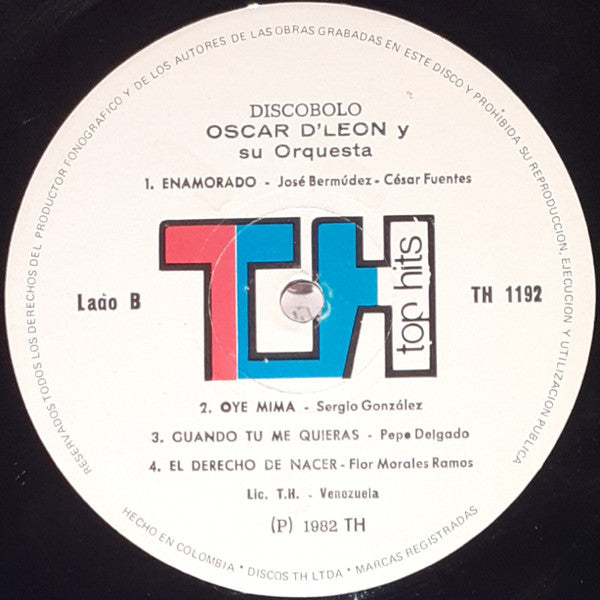 RESERVADOS TODOS LOS DERECHOS DEL PRODUCTOR FONOGRAFICO Y DE LOS AUTORES DE LAS OBRAS GRABADAS EN ESTE DISCO Y PROHIBIDA SU REPRODUCCION, EJECUCION Y UTILIZACION PUBLICA
DISCOBOLO
OSCAR D'LEON y
su Orquesta
1. ENAMORADO - José Bermúdez - César Fuentes
TH
top hits
Lado B
TH 1192
2. OYE MIMA - Sergio González
3. CUANDO TU ME QUIERAS - Pepe Delgado
4. EL DERECHO DE NACER - Flor Morales Ramos
Lic. T.H. - Venezuela
(P) 1982 TH
HECHO EN COLOMBIA • DISCOS TH LTDA • MARCAS REGISTRADAS